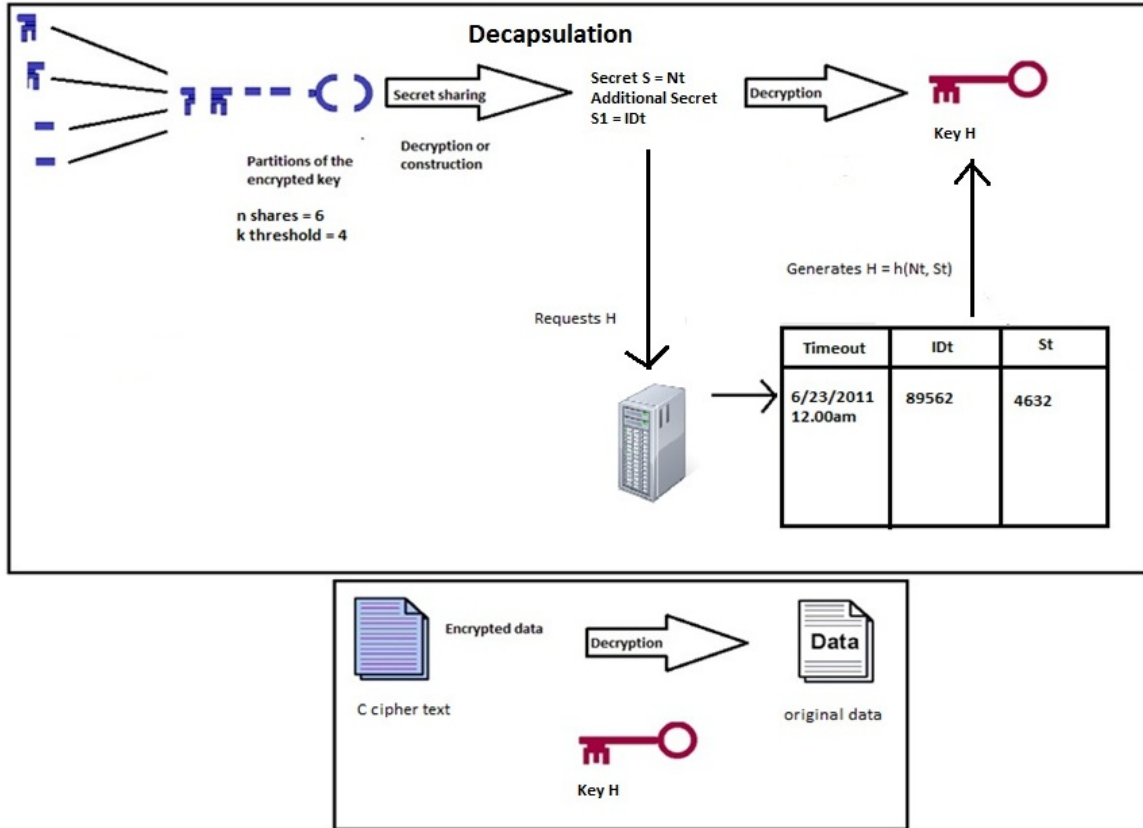 Decapsulation
Secret sharing
Decryption or
construction
Partitions of the
encrypted key
n shares = 6
k threshold = 4
Secret S = Nt
Additional Secret
S1 = IDt
Decryption
Key H
Requests H
Generates H = h(Nt, St)
Timeout IDt St
6/23/2011 89562 4632
12.00am
Encrypted data
C cipher text
Decryption
Data
original data
Key H